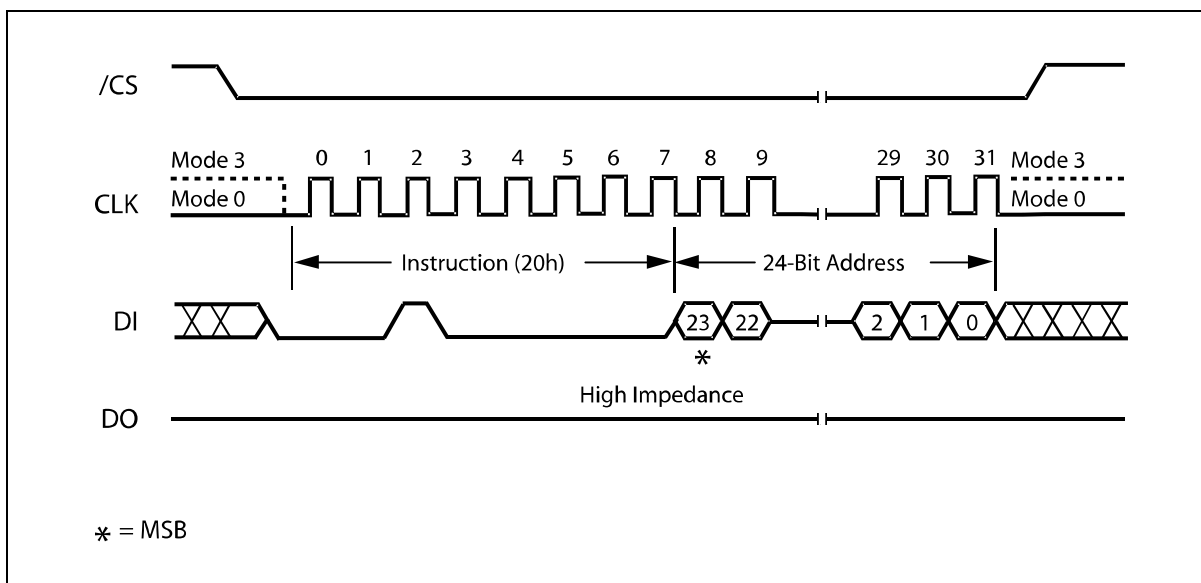 /CS
Mode 3
0 1 2 3 4 5 6 7 8 9 29 30 31
Mode 3
CLK
Mode 0
Mode 0
Instruction (20h)
24-Bit Address
DI
23 22 2 1 0
*
High Impedance
DO
* = MSB